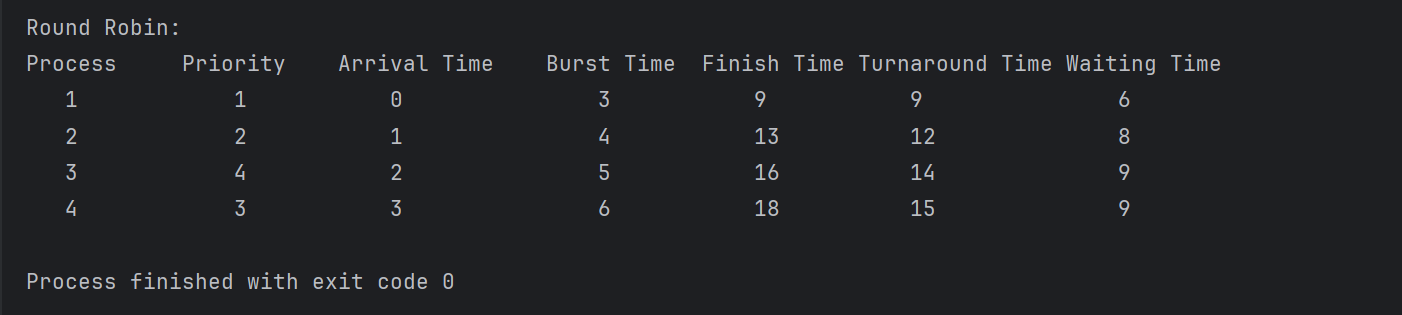 Round Robin:
Process Priority Arrival Time Burst Time Finish Time Turnaround Time Waiting Time
1 1 0 3 9 9 6
2 2 1 4 13 12 8
3 4 2 5 16 14 9
4 3 3 6 18 15 9
Process finished with exit code 0